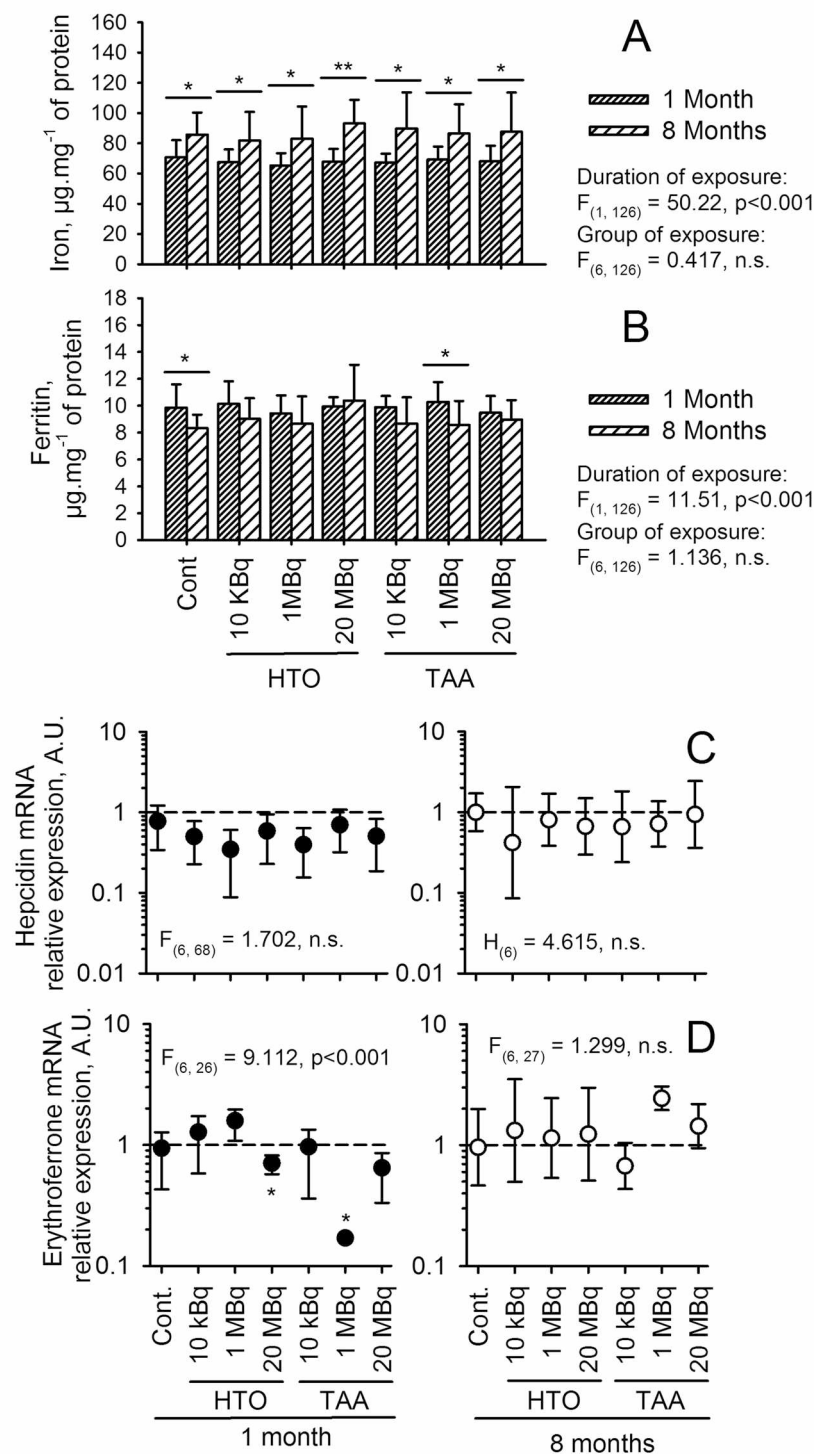 A
160
140
120
100
80
60
40
20
0
Iron, µg.mg⁻¹ of protein
* * * ** * * *
1 Month
8 Months
Duration of exposure:
F(1, 126) = 50.22, p<0.001
Group of exposure:
F(6, 126) = 0.417, n.s.
B
18
16
14
12
10
8
6
4
2
0
Ferritin,
µg.mg⁻¹ of protein
* *
1 Month
8 Months
Duration of exposure:
F(1, 126) = 11.51, p<0.001
Group of exposure:
F(6, 126) = 1.136, n.s.
Cont 10 KBq 1MBq 20 MBq 10 KBq 1 MBq 20 MBq
HTO TAA
C
Hepcidin mRNA
relative expression, A.U.
10
1
0.1
0.01
F(6, 68) = 1.702, n.s.
10
1
0.1
0.01
H(6) = 4.615, n.s.
D
Erythroferrone mRNA
relative expression, A.U.
10
1
0.1
F(6, 26) = 9.112, p<0.001
* *
10
1
0.1
F(6, 27) = 1.299, n.s.
Cont. 10 kBq 1 MBq 20 MBq 10 kBq 1 MBq 20 MBq
HTO TAA
1 month
Cont. 10 kBq 1 MBq 20 MBq 10 kBq 1 MBq 20 MBq
HTO TAA
8 months